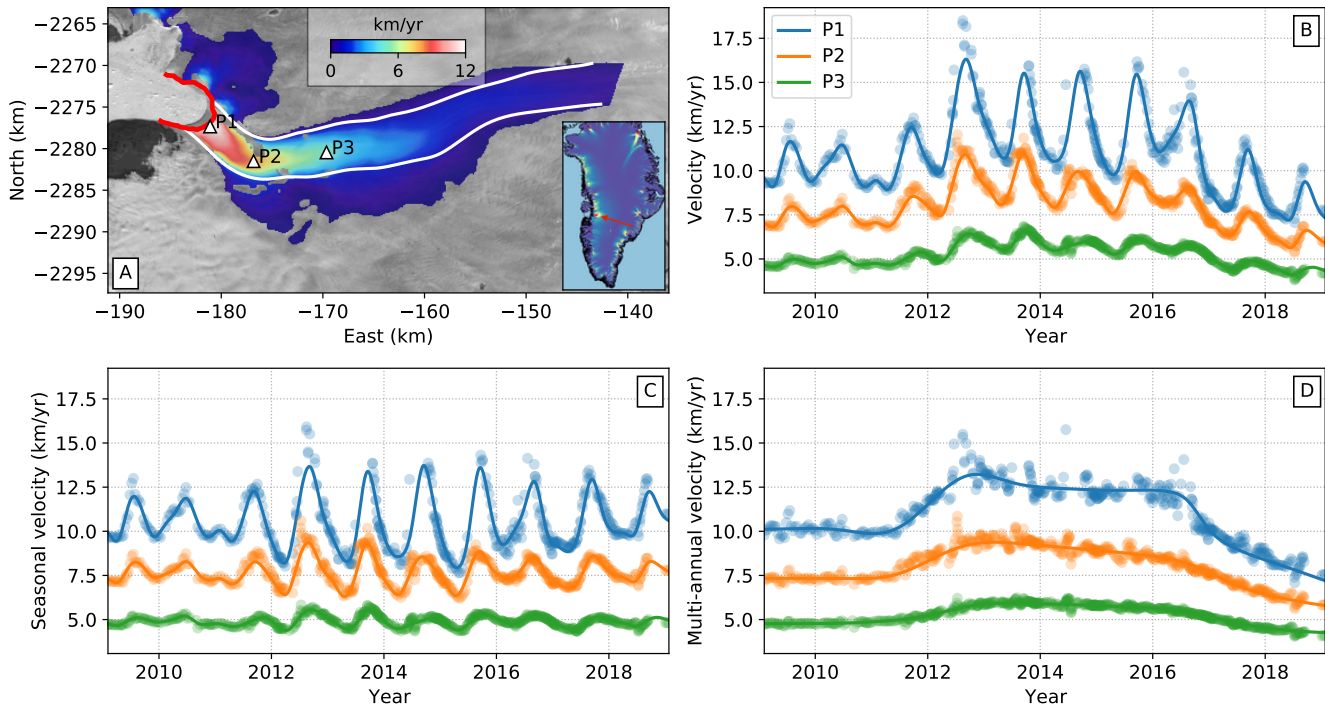 −2265
−2270
−2275
−2280
−2285
−2290
−2295
North (km)
km/yr
0 6 12
P1
P2
P3
A
−190 −180 −170 −160 −150 −140
East (km)
17.5
15.0
12.5
10.0
7.5
5.0
Velocity (km/yr)
P1
P2
P3
B
2010 2012 2014 2016 2018
Year
17.5
15.0
12.5
10.0
7.5
5.0
Seasonal velocity (km/yr)
C
2010 2012 2014 2016 2018
Year
17.5
15.0
12.5
10.0
7.5
5.0
Multi-annual velocity (km/yr)
D
2010 2012 2014 2016 2018
Year